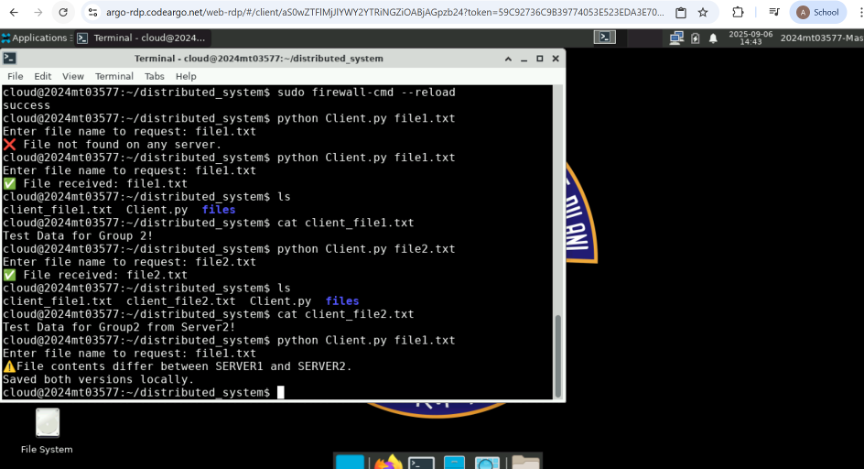 argo-rdp.codeargo.net/web-rdp/#/client/aS0wZTFlMjJlYWY2YTRiNGZiOABjAGpzb24?token=59C92736C9B39774053E523EDA3E70...
A School
Applications
Terminal - cloud@2024...
2025-09-06
14:43
2024mt03577-Mas
Terminal - cloud@2024mt03577:~/distributed_system
File Edit View Terminal Tabs Help
cloud@2024mt03577:~/distributed_system$ sudo firewall-cmd --reload
success
cloud@2024mt03577:~/distributed_system$ python Client.py file1.txt
Enter file name to request: file1.txt
❌ File not found on any server.
cloud@2024mt03577:~/distributed_system$ python Client.py file1.txt
Enter file name to request: file1.txt
✅ File received: file1.txt
cloud@2024mt03577:~/distributed_system$ ls
client_file1.txt Client.py files
cloud@2024mt03577:~/distributed_system$ cat client_file1.txt
Test Data for Group 2!
cloud@2024mt03577:~/distributed_system$ python Client.py file2.txt
Enter file name to request: file2.txt
✅ File received: file2.txt
cloud@2024mt03577:~/distributed_system$ ls
client_file1.txt client_file2.txt Client.py files
cloud@2024mt03577:~/distributed_system$ cat client_file2.txt
Test Data for Group2 from Server2!
cloud@2024mt03577:~/distributed_system$ python Client.py file1.txt
Enter file name to request: file1.txt
⚠️File contents differ between SERVER1 and SERVER2.
Saved both versions locally.
cloud@2024mt03577:~/distributed_system$
File System